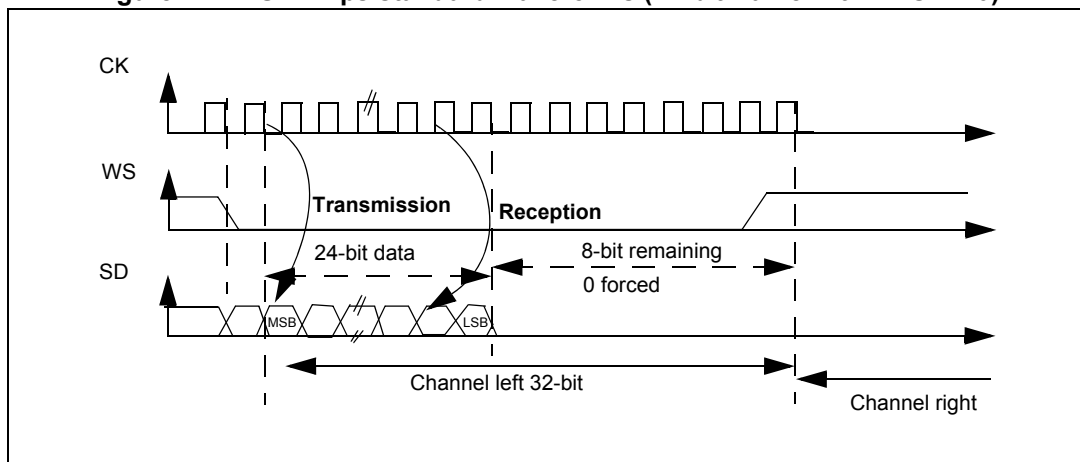 CK
WS
Transmission
Reception
24-bit data
8-bit remaining
0 forced
SD
MSB
LSB
Channel left 32-bit
Channel right